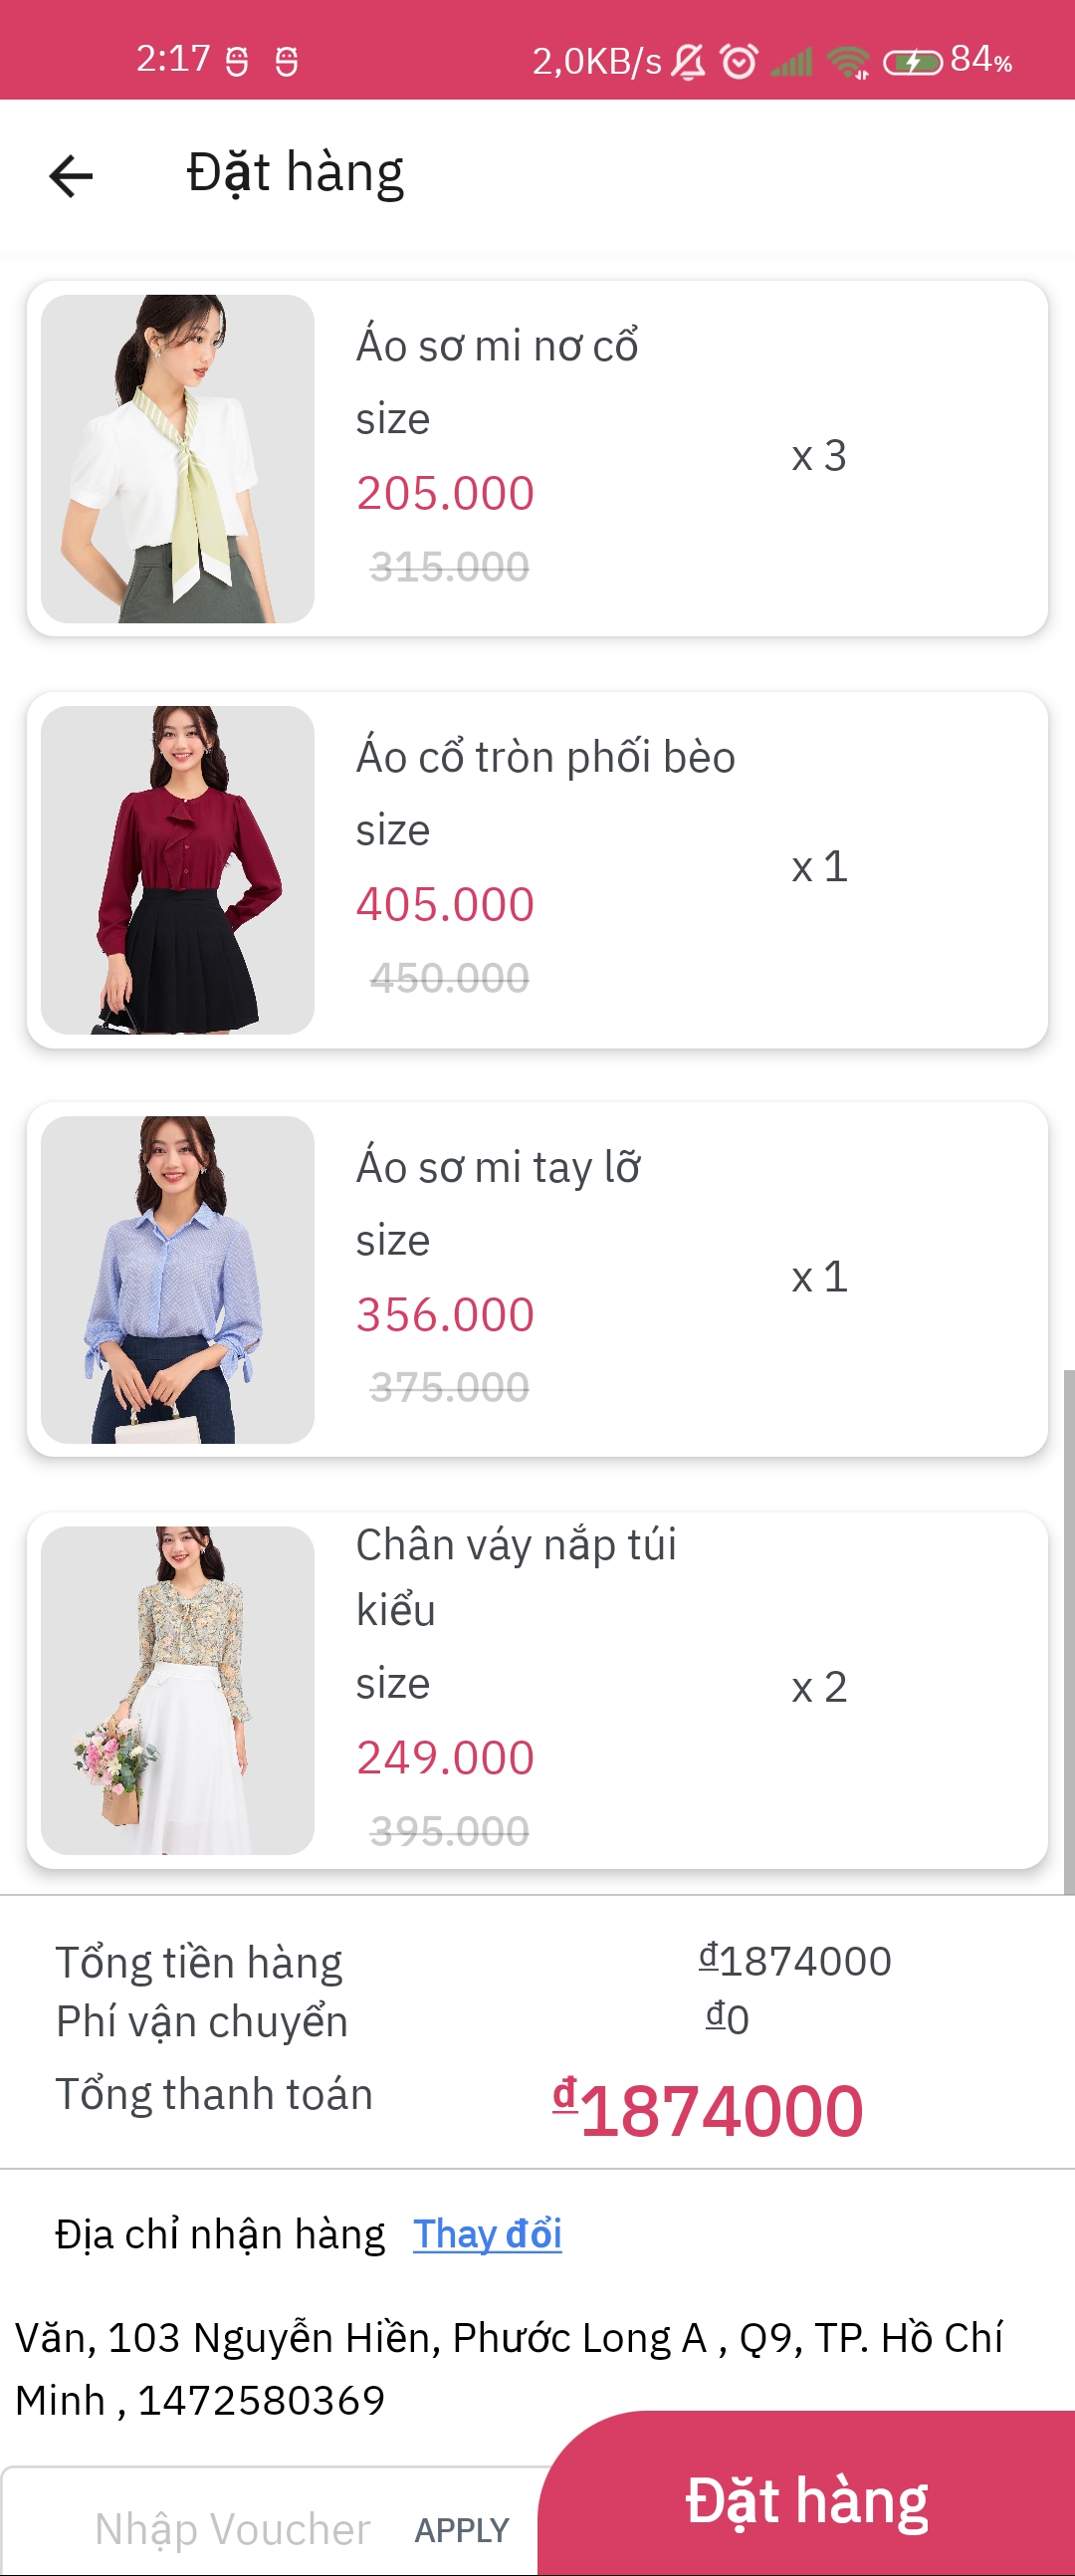 2:17 2,0KB/s 84%
Đặt hàng
Áo sơ mi nơ cổ
size
x 3
205.000
315.000
Áo cổ tròn phối bèo
size
x 1
405.000
450.000
Áo sơ mi tay lỡ
size
x 1
356.000
375.000
Chân váy nắp túi
kiểu
size
x 2
249.000
395.000
Tổng tiền hàng ₫1874000
Phí vận chuyển ₫0
Tổng thanh toán ₫1874000
Địa chỉ nhận hàng Thay đổi
Văn, 103 Nguyễn Hiền, Phước Long A , Q9, TP. Hồ Chí
Minh , 1472580369
Nhập Voucher APPLY
Đặt hàng